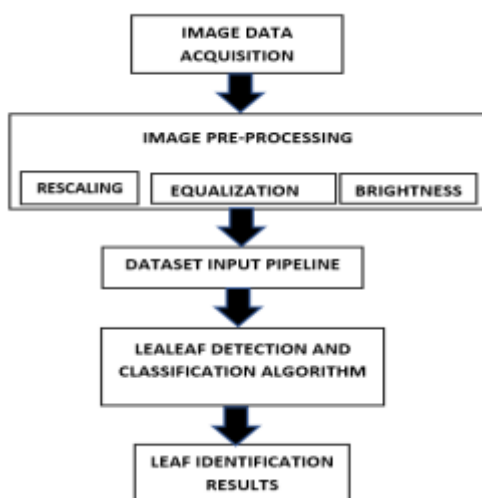 IMAGE DATA
ACQUISITION
IMAGE PRE-PROCESSING
RESCALING
EQUALIZATION
BRIGHTNESS
DATASET INPUT PIPELINE
LEALEAF DETECTION AND
CLASSIFICATION ALGORITHM
LEAF IDENTIFICATION
RESULTS